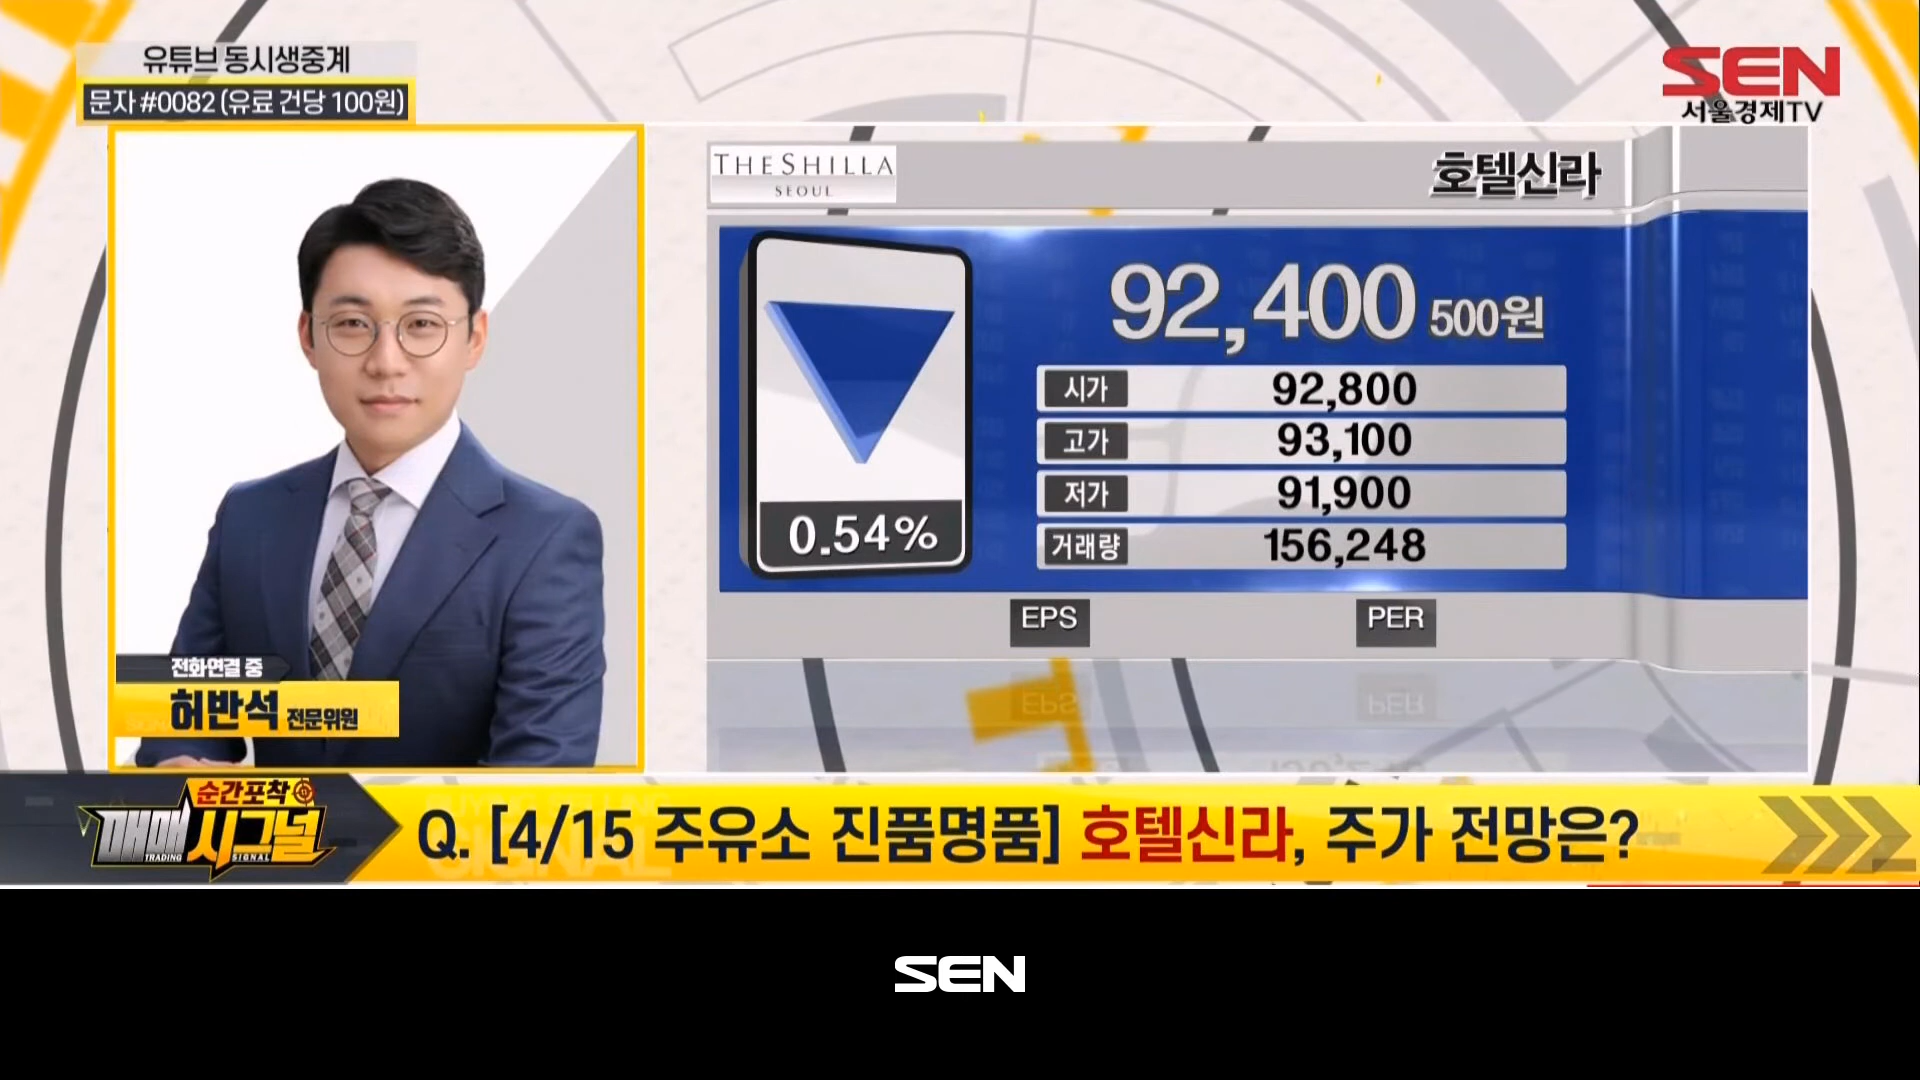 유튜브 동시생중계
문자 #0082 (유료 건당 100원)
SEN
서울경제TV
THE SHILLA
SEOUL
호텔신라
92,400 500원
시가 92,800
고가 93,100
저가 91,900
거래량 156,248
0.54%
EPS PER
전화연결 중
허반석 전문위원
순간포착
매매 시그널
TRADING SIGNAL
Q. [4/15 주유소 진품명품] 호텔신라, 주가 전망은?
SEN